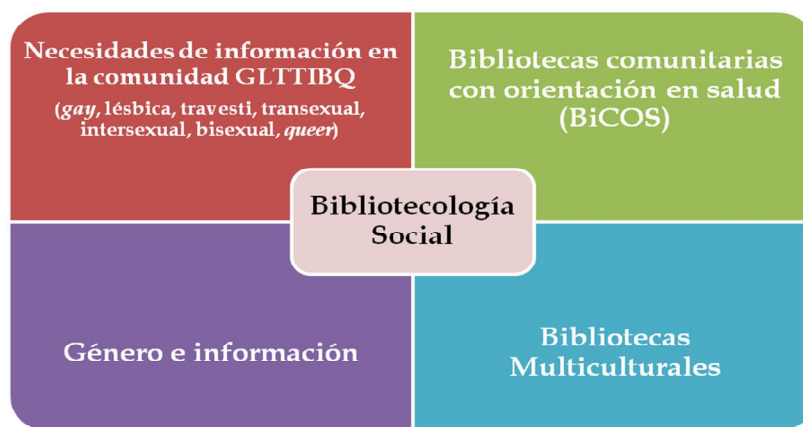 Necesidades de información en
la comunidad GLTTIBQ
(gay, lésbica, travesti, transexual,
intersexual, bisexual, queer)
Bibliotecas comunitarias
con orientación en salud
(BiCOS)
Bibliotecología
Social
Género e información
Bibliotecas
Multiculturales